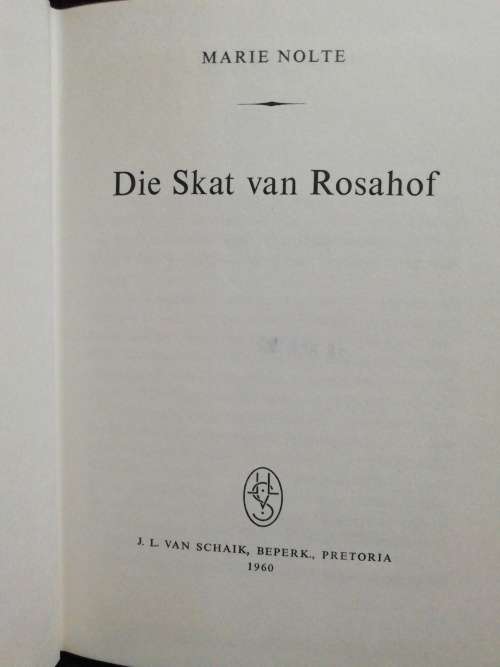 MARIE NOLTE
Die Skat van Rosahof
J. L. VAN SCHAIK, BEPERK., PRETORIA
1960